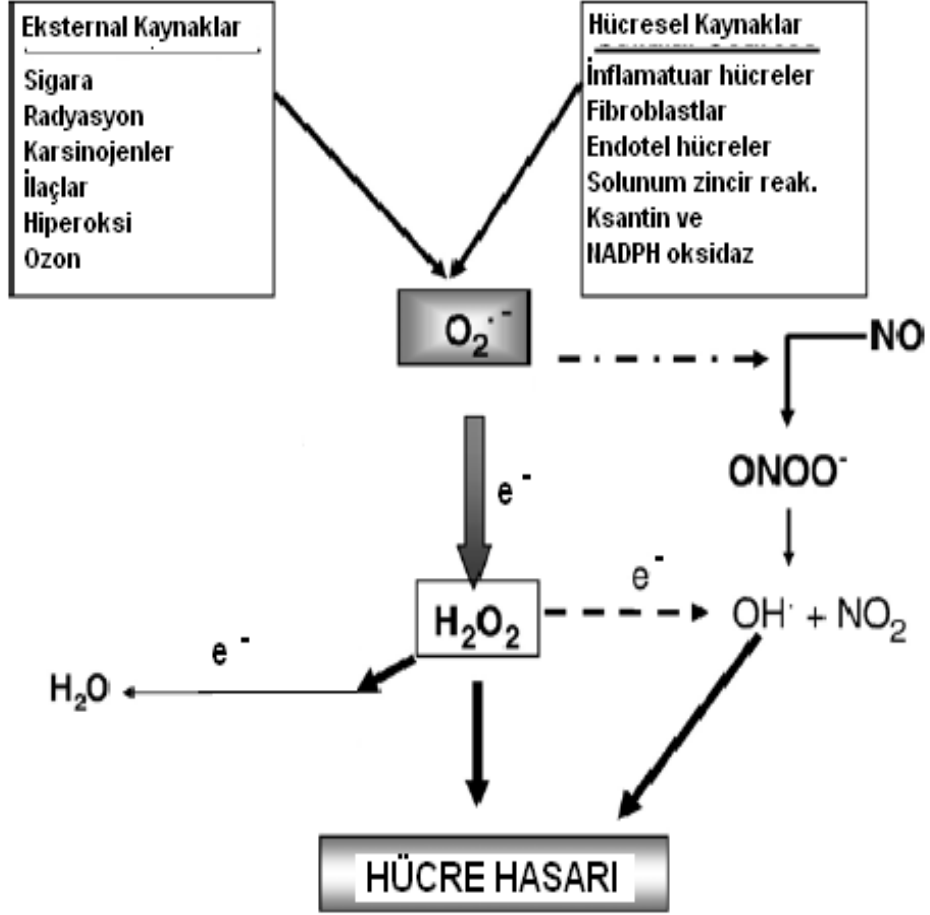 Eksternal Kaynaklar
Sigara
Radyasyon
Karsinojenler
İlaçlar
Hiperoksi
Ozon
Hücresel Kaynaklar
İnflamatuar hücreler
Fibroblastlar
Endotel hücreler
Solunum zincir reak.
Ksantin ve
NADPH oksidaz
O₂˙⁻
NO
ONOO⁻
e⁻
e⁻
H₂O₂
OH˙ + NO₂
e⁻
H₂O
HÜCRE HASARI